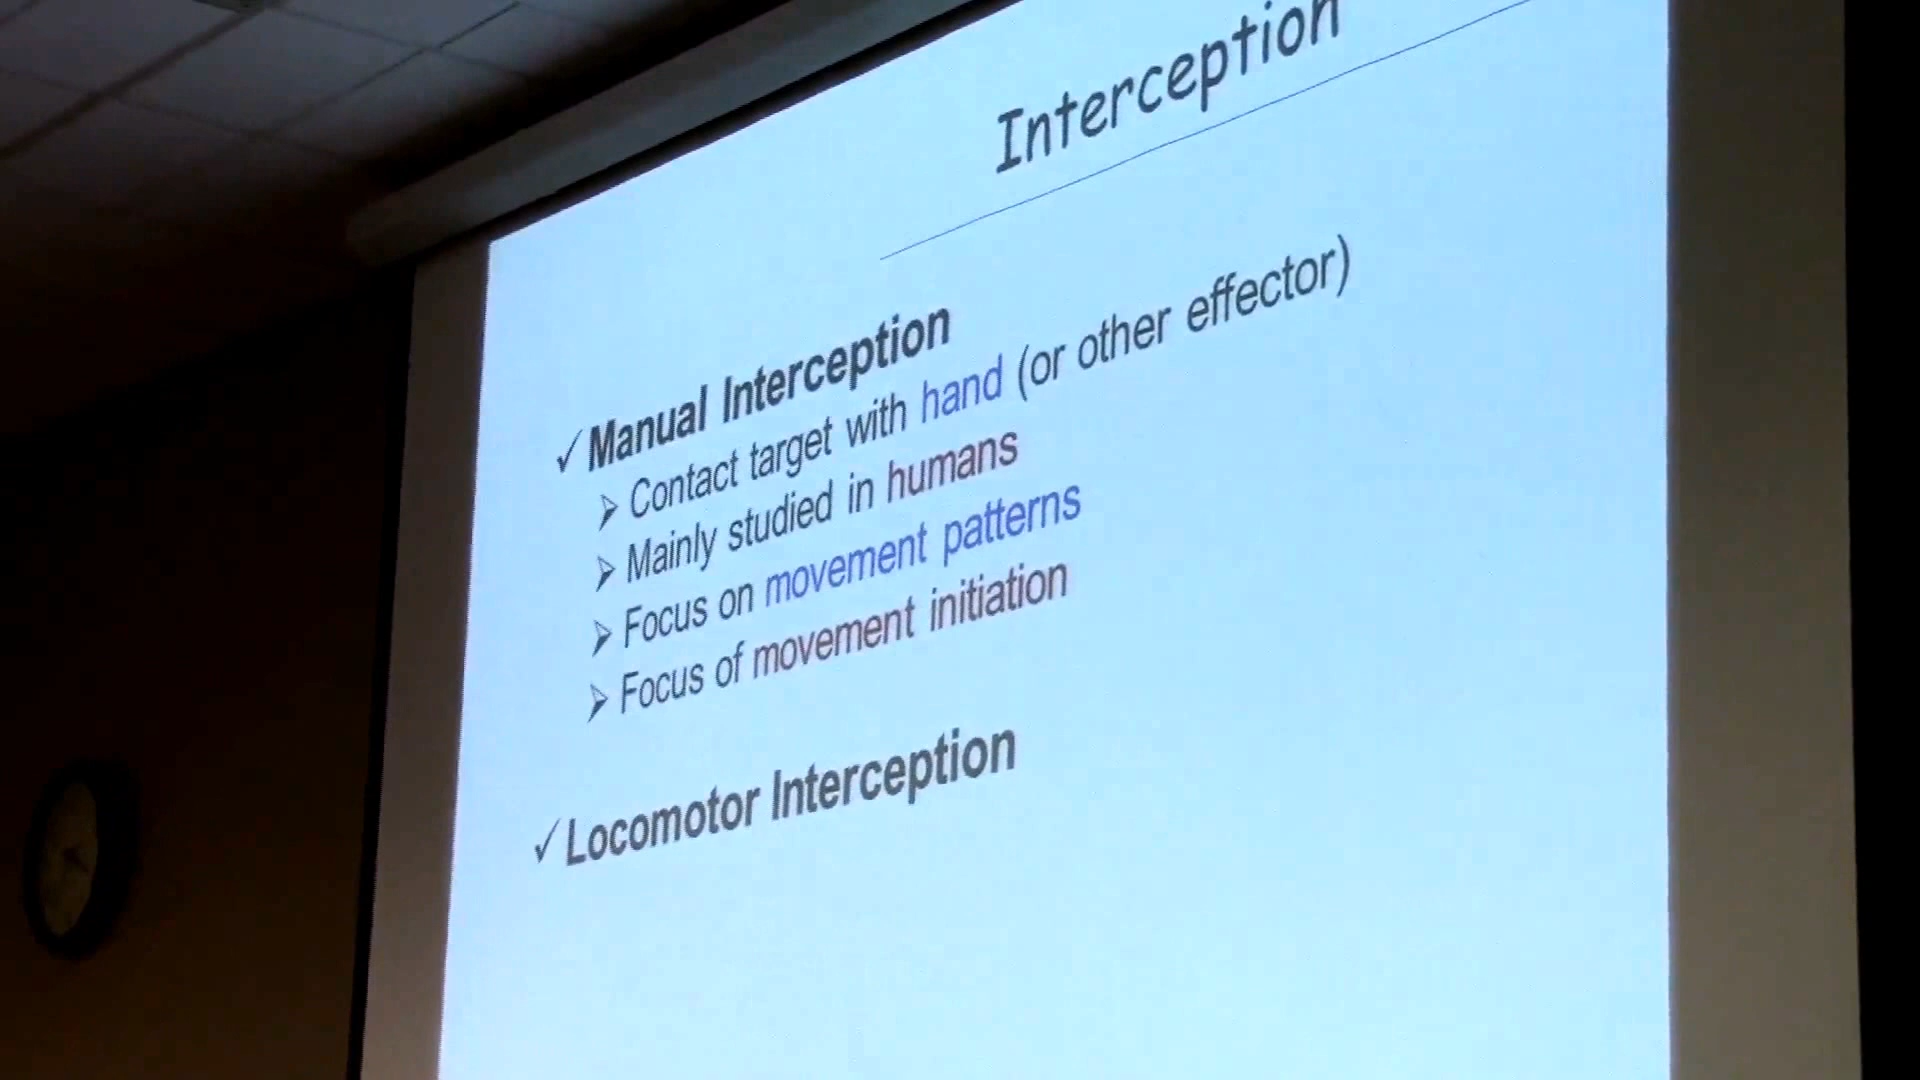 Interception
✓ Manual Interception
➢ Contact target with hand (or other effector)
➢ Mainly studied in humans
➢ Focus on movement patterns
➢ Focus of movement initiation
✓ Locomotor Interception